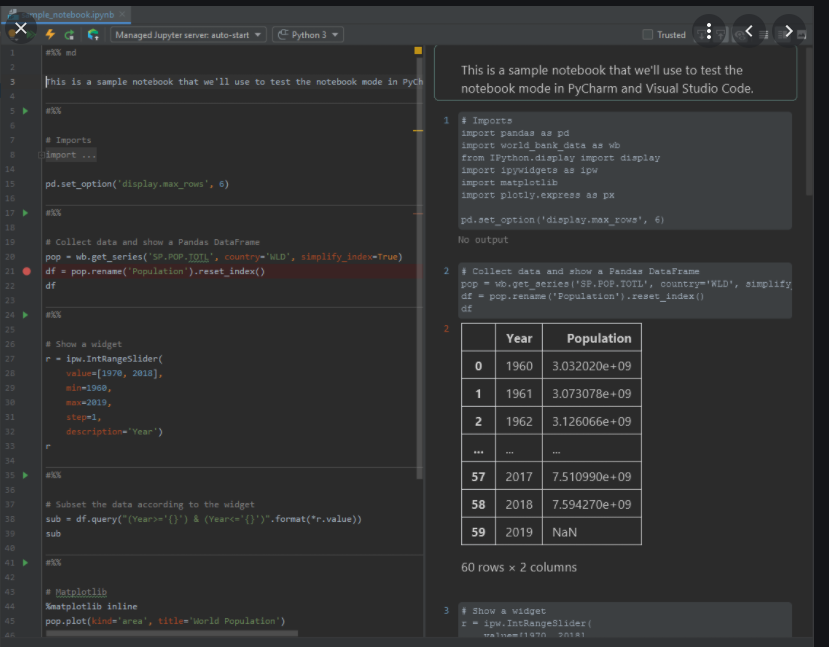 sample_notebook.ipynb
Managed Jupyter server: auto-start
Python 3
Trusted
1 #%% md
2
3 This is a sample notebook that we'll use to test the notebook mode in PyCh
4
5 #%%
6
7 # Imports
8 import ...
14
15 pd.set_option('display.max_rows', 6)
16
17 #%%
18
19 # Collect data and show a Pandas DataFrame
20 pop = wb.get_series('SP.POP.TOTL', country='WLD', simplify_index=True)
21 df = pop.rename('Population').reset_index()
22 df
23
24 #%%
25
26 # Show a widget
27 r = ipw.IntRangeSlider(
28 value=[1970, 2018],
29 min=1960,
30 max=2019,
31 step=1,
32 description='Year')
33 r
34
35 #%%
36
37 # Subset the data according to the widget
38 sub = df.query("(Year>='{}') & (Year<='{}')".format(*r.value))
39 sub
40
41 #%%
42
43 # Matplotlib
44 %matplotlib inline
45 pop.plot(kind='area', title='World Population')
46
This is a sample notebook that we'll use to test the
notebook mode in PyCharm and Visual Studio Code.
1 # Imports
import pandas as pd
import world_bank_data as wb
from IPython.display import display
import ipywidgets as ipw
import matplotlib
import plotly.express as px
pd.set_option('display.max_rows', 6)
No output
2 # Collect data and show a Pandas DataFrame
pop = wb.get_series('SP.POP.TOTL', country='WLD', simplify
df = pop.rename('Population').reset_index()
df
2
Year Population
0 1960 3.032020e+09
1 1961 3.073078e+09
2 1962 3.126066e+09
... ... ...
57 2017 7.510990e+09
58 2018 7.594270e+09
59 2019 NaN
60 rows × 2 columns
3 # Show a widget
r = ipw.IntRangeSlider(
value=[1970, 2018]